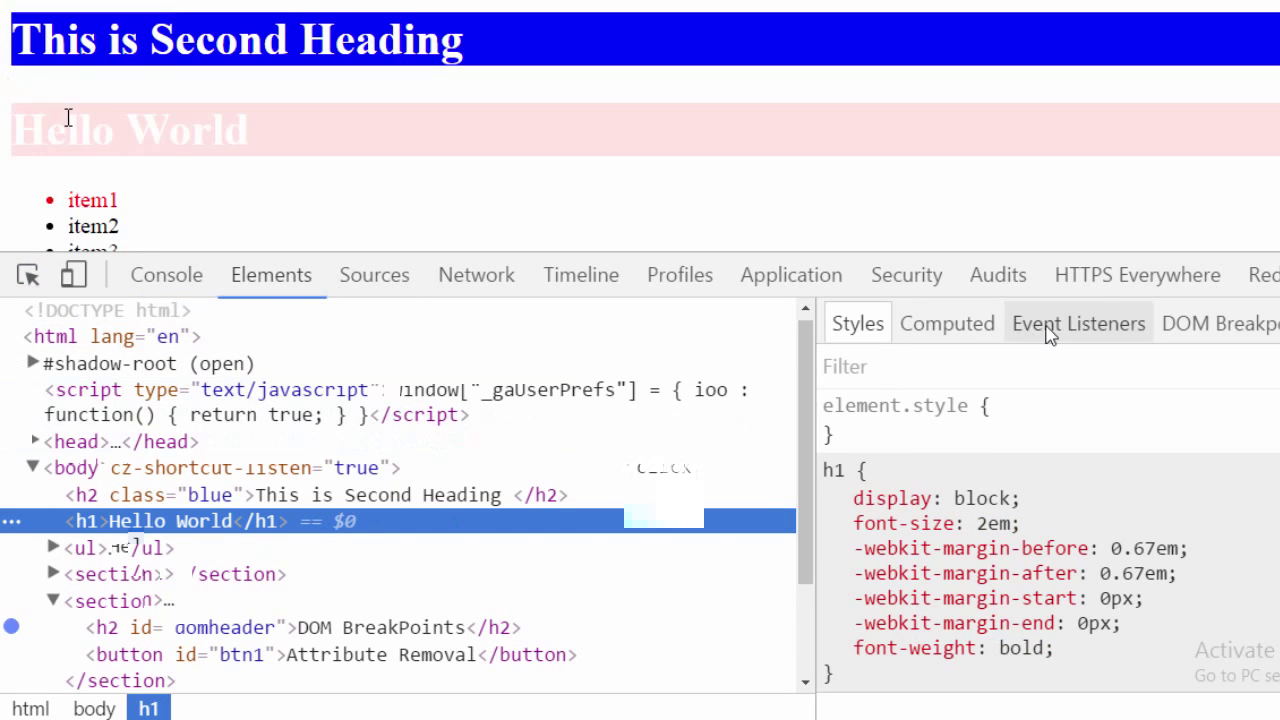 This is Second Heading
Hello World
item1
item2
item3
Console Elements Sources Network Timeline Profiles Application Security Audits HTTPS Everywhere Red
<!DOCTYPE html>
<html lang="en">
#shadow-root (open)
<script type="text/javascript" indow["_gaUserPrefs"] = { ioo :
function() { return true; } }</script>
<head>…</head>
<body cz-shortcut-listen="true">
<h2 class="blue">This is Second Heading </h2>
… <h1>Hello World</h1> == $0
<ul> /ul>
<section> /section>
<section>…
<h2 id= domheader">DOM BreakPoints</h2>
<button id="btn1">Attribute Removal</button>
</section>
html body h1
Styles Computed Event Listeners DOM Breakp
Filter
element.style {
}
h1 {
display: block;
font-size: 2em;
-webkit-margin-before: 0.67em;
-webkit-margin-after: 0.67em;
-webkit-margin-start: 0px;
-webkit-margin-end: 0px;
font-weight: bold;
}
Activate
Go to PC se